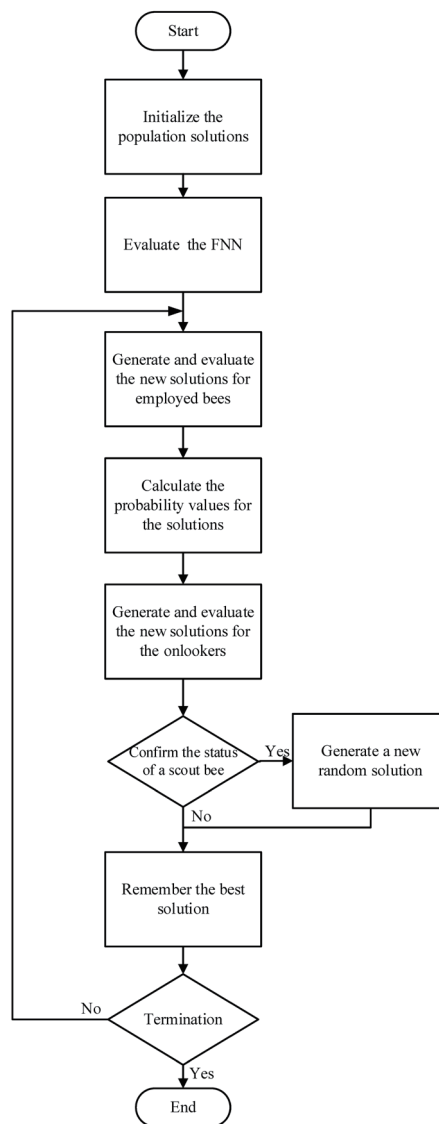 Start
Initialize the
population solutions
Evaluate the FNN
Generate and evaluate
the new solutions for
employed bees
Calculate the
probability values for
the solutions
Generate and evaluate
the new solutions for
the onlookers
Confirm the status
of a scout bee
Yes
Generate a new
random solution
No
Remember the best
solution
No
Termination
Yes
End